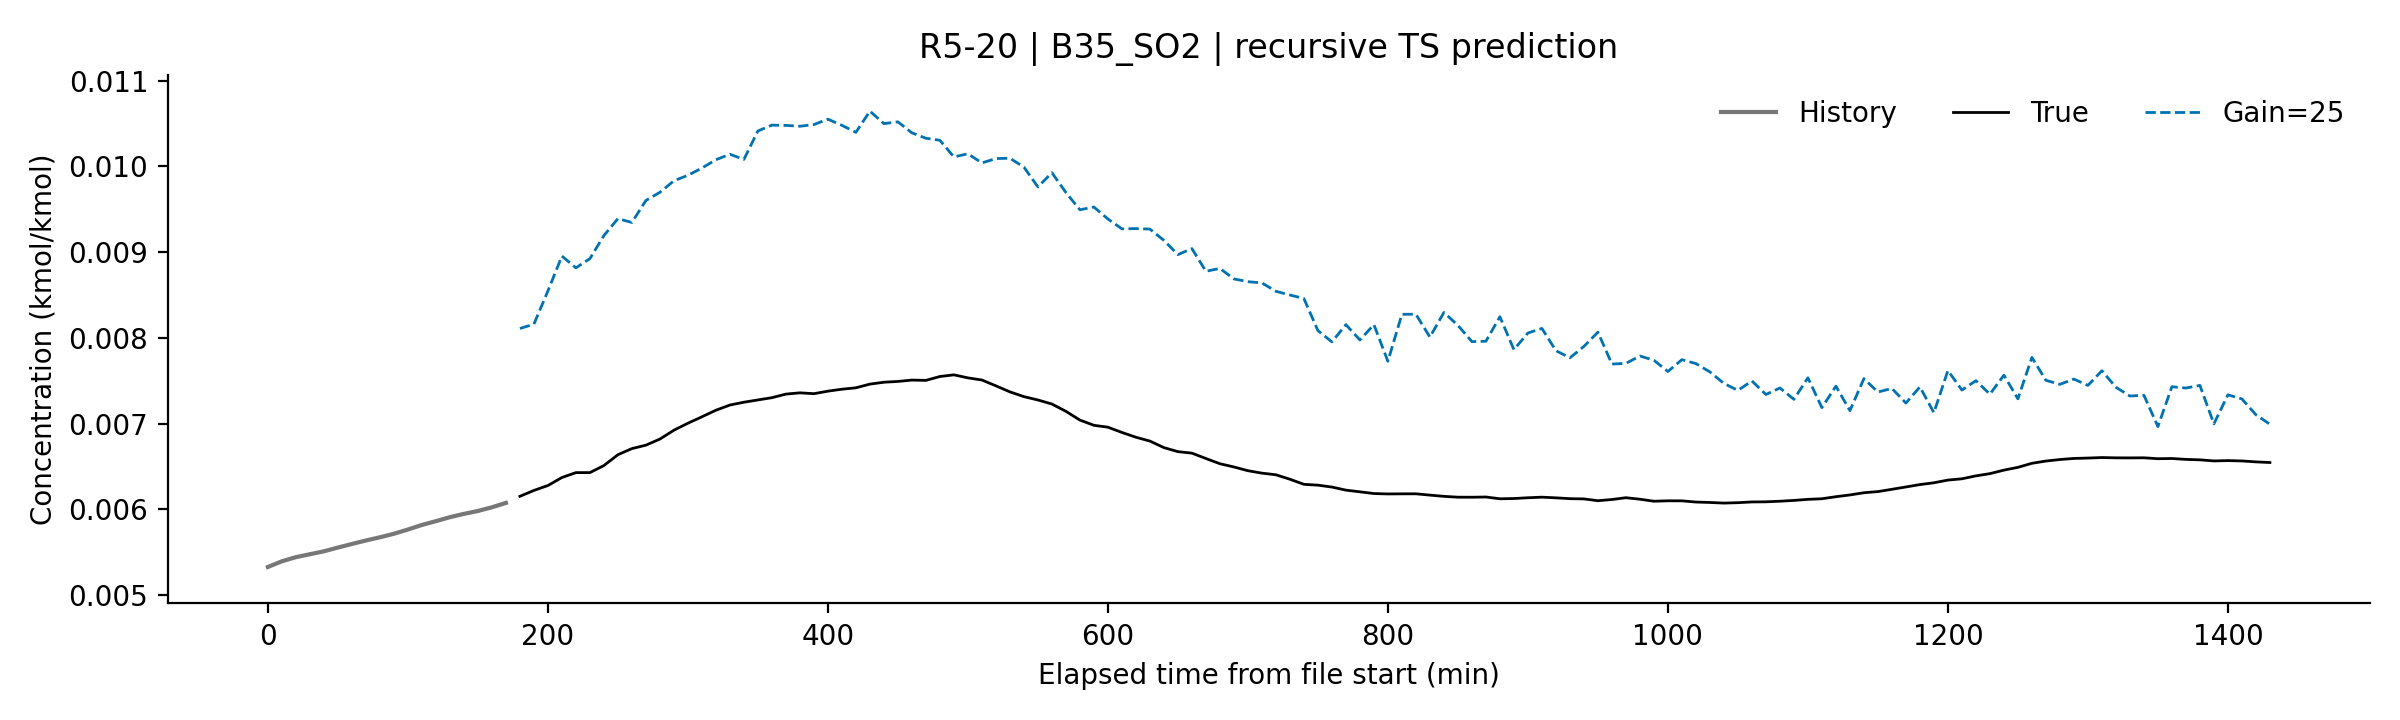 R5-20 | B35_SO2 | recursive TS prediction
History True Gain=25
Concentration (kmol/kmol)
0.011
0.010
0.009
0.008
0.007
0.006
0.005
0 200 400 600 800 1000 1200 1400
Elapsed time from file start (min)